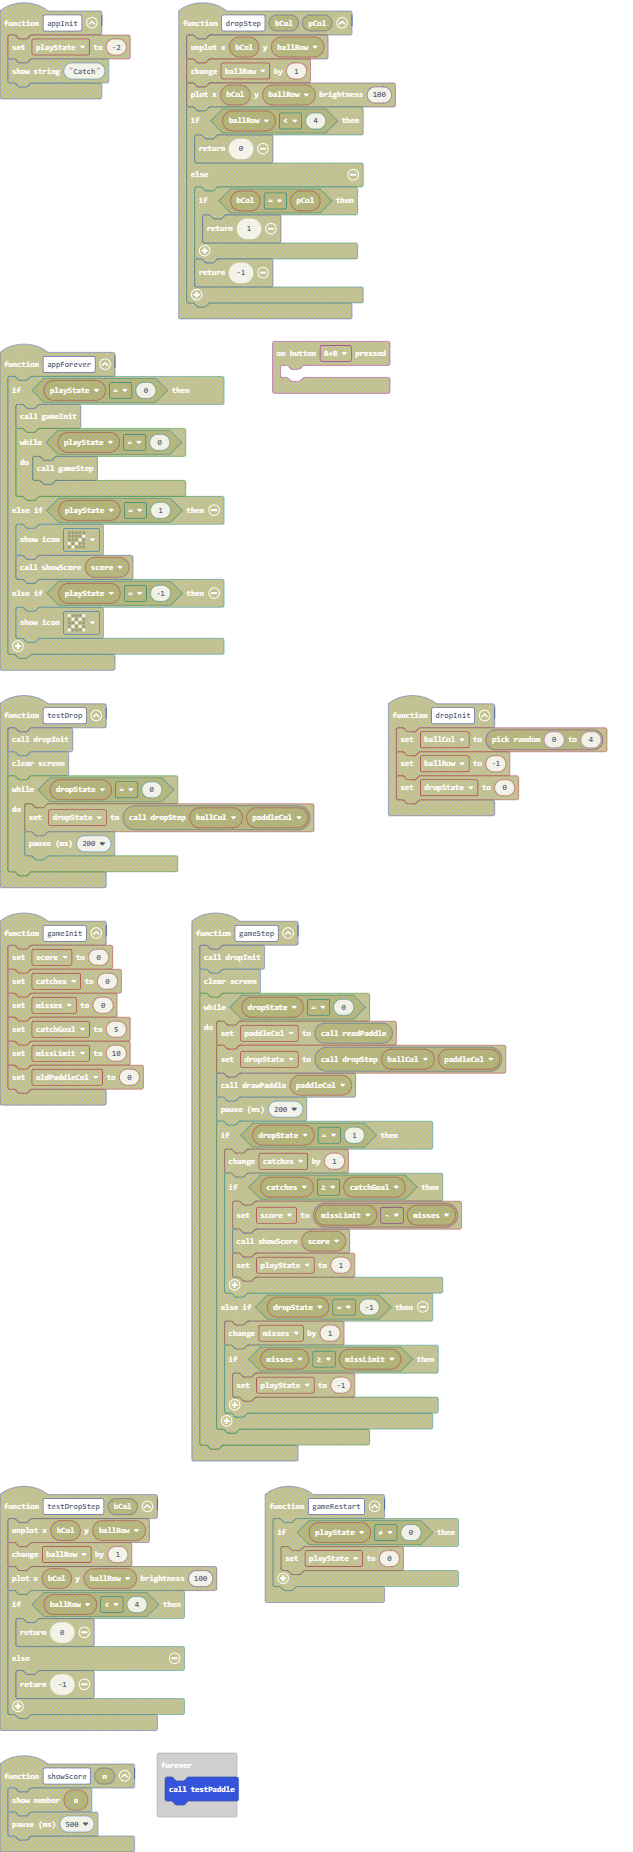 function appInit
set playState to -2
show string "Catch"
function dropStep bCol pCol
unplot x bCol y ballRow
change ballRow by 1
plot x bCol y ballRow brightness 100
if ballRow < 4 then
return 0
else
if bCol = pCol then
return 1
return -1
function appForever
if playState = 0 then
call gameInit
while playState = 0
do call gameStep
else if playState = 1 then
show icon
call showScore score
else if playState = -1 then
show icon
on button A+B pressed
function testDrop
call dropInit
clear screen
while dropState = 0
do set dropState to call dropStep ballCol paddleCol
pause (ms) 200
function dropInit
set ballCol to pick random 0 to 4
set ballRow to -1
set dropState to 0
function gameInit
set score to 0
set catches to 0
set misses to 0
set catchGoal to 5
set missLimit to 10
set oldPaddleCol to 0
function gameStep
call dropInit
clear screen
while dropState = 0
do set paddleCol to call readPaddle
set dropState to call dropStep ballCol paddleCol
call drawPaddle paddleCol
pause (ms) 200
if dropState = 1 then
change catches by 1
if catches ≥ catchGoal then
set score to missLimit - misses
call showScore score
set playState to 1
else if dropState = -1 then
change misses by 1
if misses ≥ missLimit then
set playState to -1
function testDropStep bCol
unplot x bCol y ballRow
change ballRow by 1
plot x bCol y ballRow brightness 100
if ballRow < 4 then
return 0
else
return -1
function gameRestart
if playState ≠ 0 then
set playState to 0
function showScore n
show number n
pause (ms) 500
forever
call testPaddle